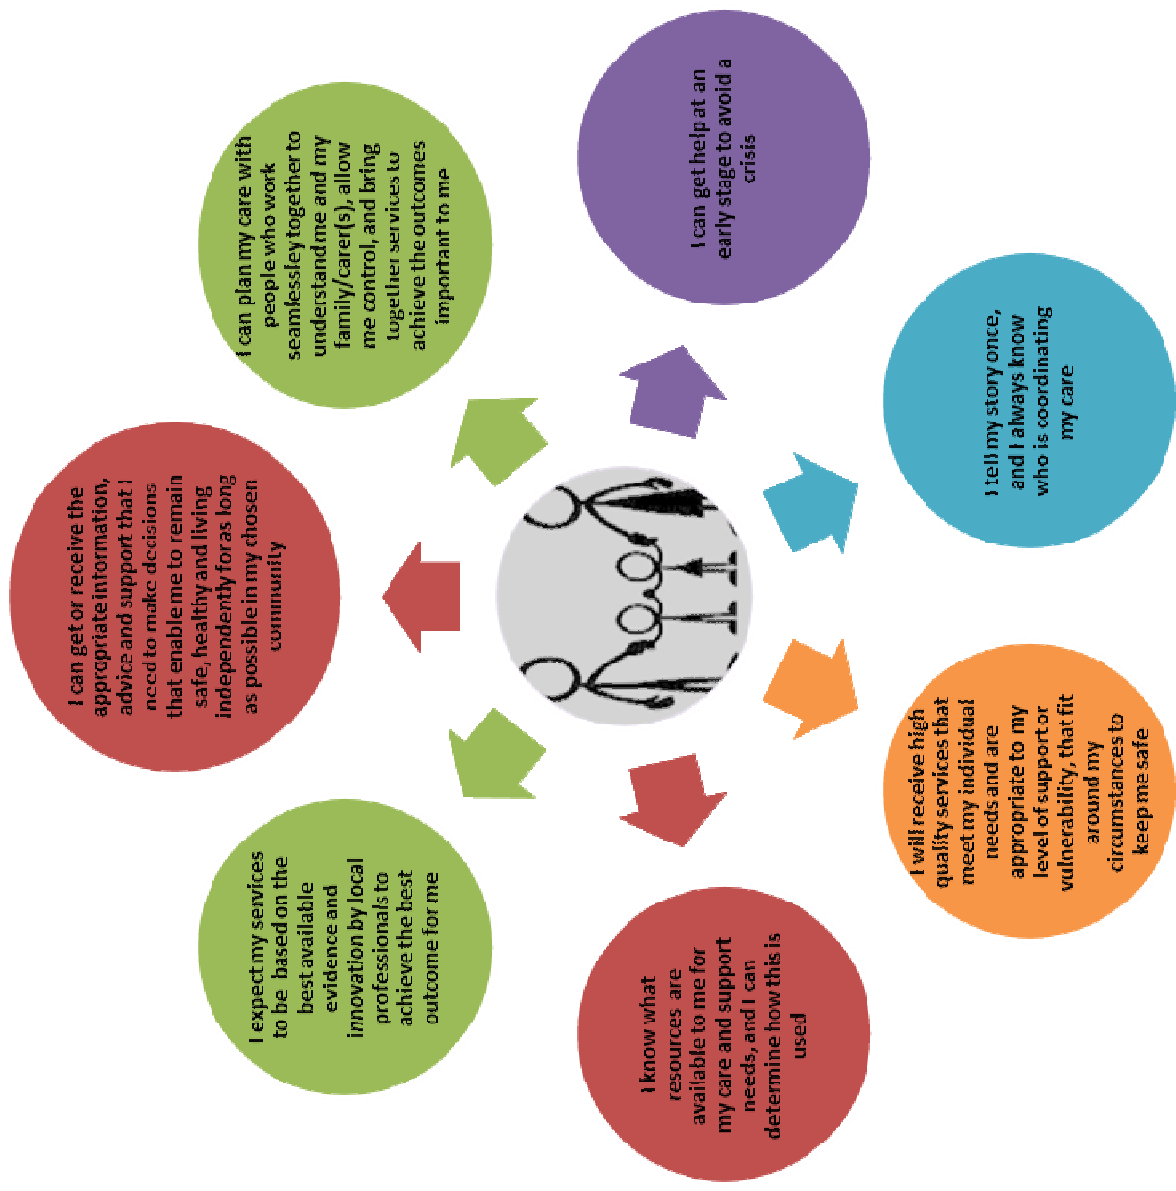 I can get or receive the
appropriate information,
advice and support that I
need to make decisions
that enable me to remain
safe, healthy and living
independently for as long
as possible in my chosen
community
I can plan my care with
people who work
seamlessley together to
understand me and my
family/carer(s), allow
me control, and bring
together services to
achieve the outcomes
important to me
I can get help at an
early stage to avoid a
crisis
I tell my story once,
and I always know
who is coordinating
my care
I will receive high
quality services that
meet my individual
needs and are
appropriate to my
level of support or
vulnerability, that fit
around my
circumstances to
keep me safe
I know what
resources are
available to me for
my care and support
needs, and I can
determine how this is
used
I expect my services
to be based on the
best available
evidence and
innovation by local
professionals to
achieve the best
outcome for me